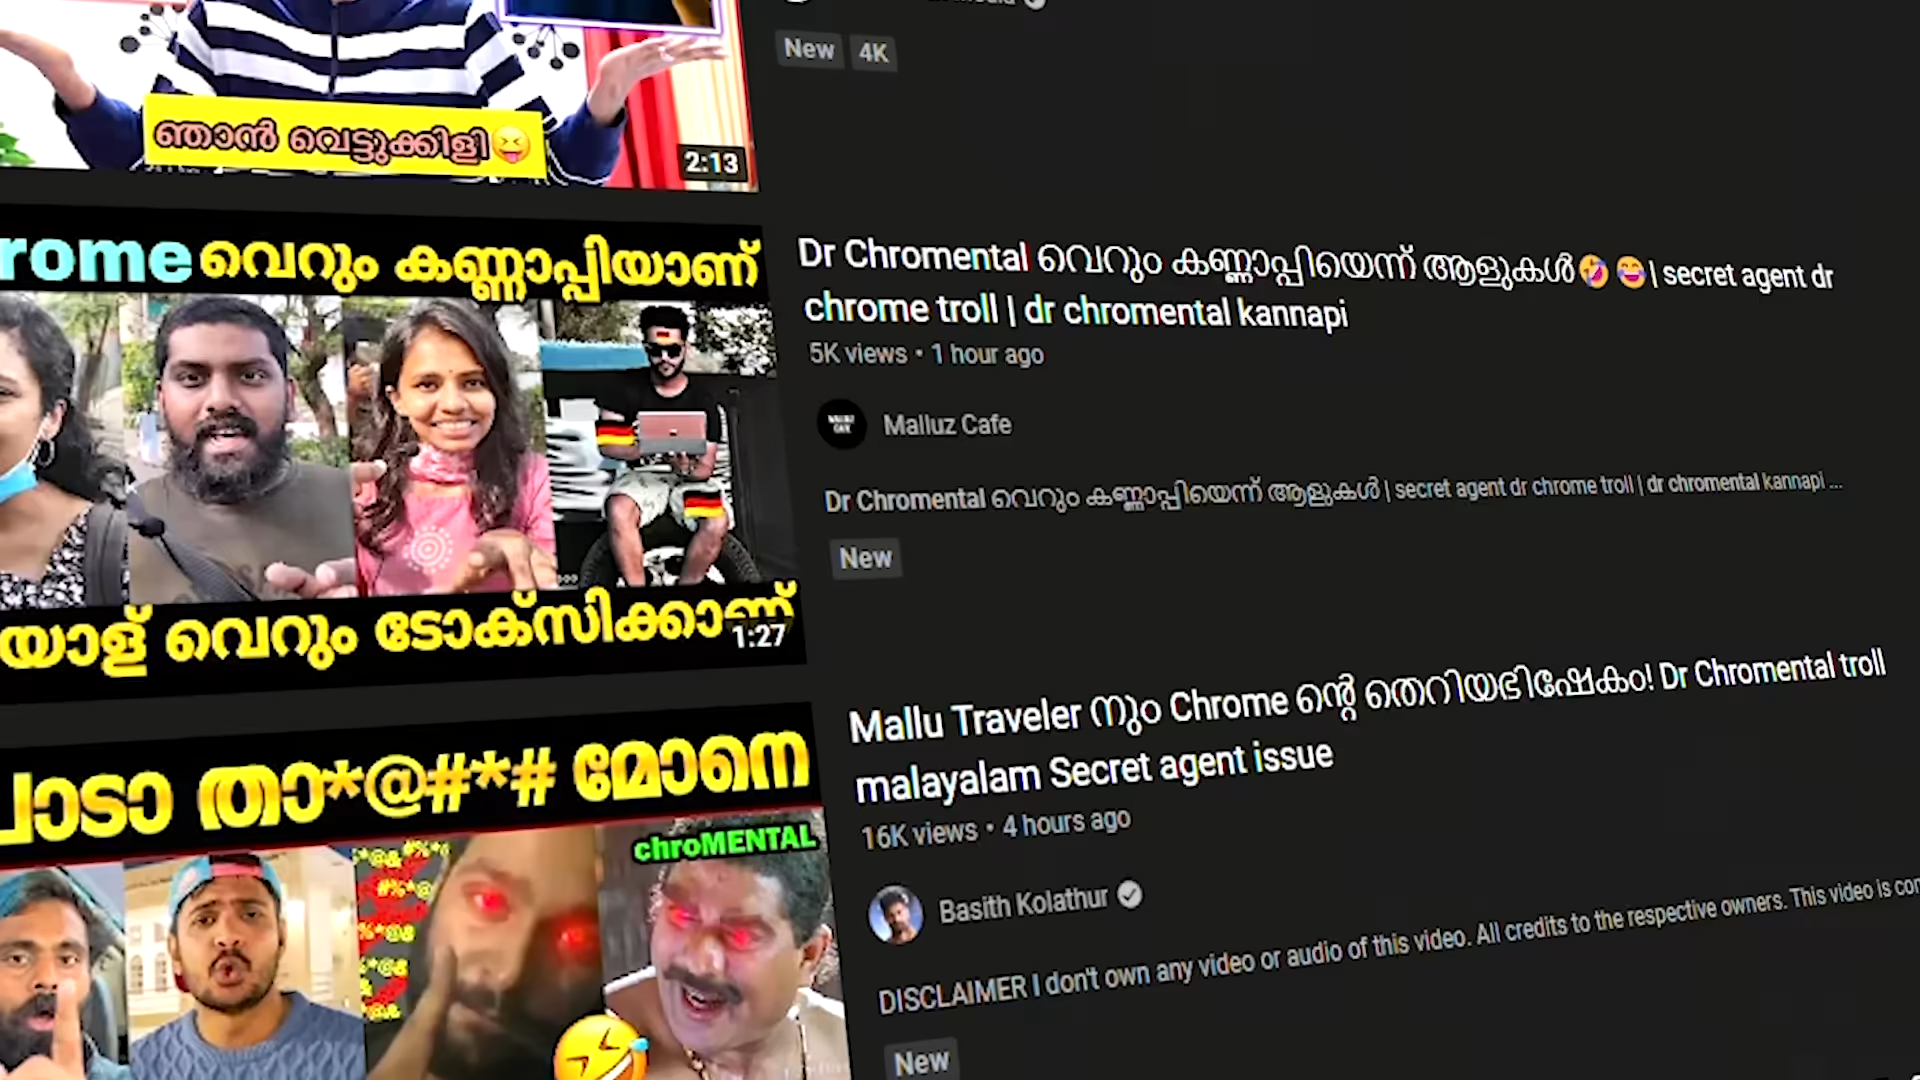 New 4K
ഞാൻ വെട്ടുക്കിളി😝
2:13
rome വെറും കണ്ണാപ്പിയാണ്
യാള് വെറും ടോക്സിക്കാണ്
1:27
Dr Chromental വെറും കണ്ണാപ്പിയെന്ന് ആളുകൾ🤣😂| secret agent dr
chrome troll | dr chromental kannapi
5K views • 1 hour ago
Malluz Cafe
Dr Chromental വെറും കണ്ണാപ്പിയെന്ന് ആളുകൾ | secret agent dr chrome troll | dr chromental kannapi ...
New
പാടാ താ*@#*# മോനെ
chroMENTAL
Mallu Traveler നും Chrome ന്റെ തെറിയഭിഷേകം! Dr Chromental troll
malayalam Secret agent issue
16K views • 4 hours ago
Basith Kolathur
DISCLAIMER I don't own any video or audio of this video. All credits to the respective owners. This video is con
New